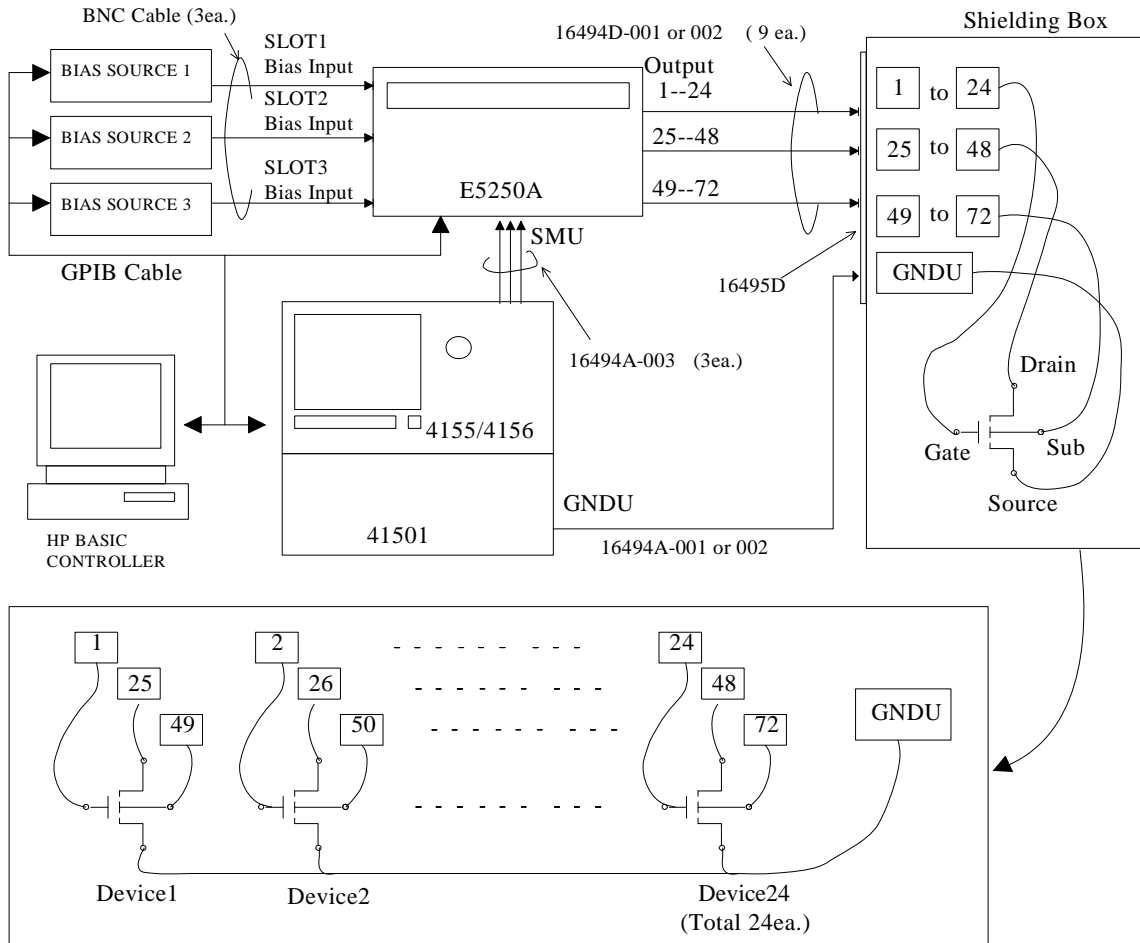 BNC Cable (3ea.)
BIAS SOURCE 1
BIAS SOURCE 2
BIAS SOURCE 3
SLOT1
Bias Input
SLOT2
Bias Input
SLOT3
Bias Input
GPIB Cable
E5250A
SMU
16494D-001 or 002 ( 9 ea.)
Output
1--24
25--48
49--72
Shielding Box
1 to 24
25 to 48
49 to 72
GNDU
16495D
16494A-003 (3ea.)
Drain
Gate
Sub
Source
HP BASIC
CONTROLLER
4155/4156
41501
GNDU
16494A-001 or 002
1
25
49
2
26
50
24
48
72
GNDU
Device1
Device2
Device24
(Total 24ea.)